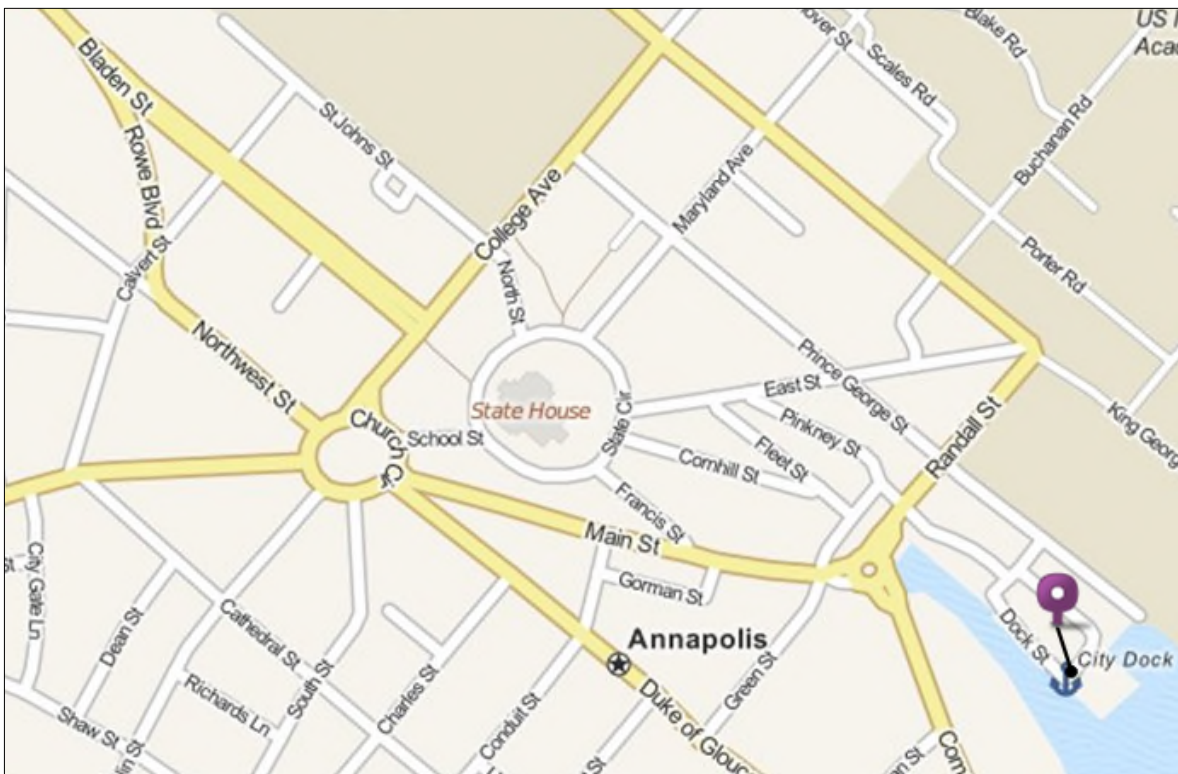 US
Blake Rd
Scales Rd
Bladen St
Buchanan Rd
St Johns St
Rowe Blvd
Maryland Ave
College Ave
Calvert St
North St
Porter Rd
Northwest St
Prince George St
East St
State House
State Cir
Church Cir
School St
Pinkney St
King Georg
Randall St
Fleet St
Cornhill St
Francis St
Main St
City Gate Ln
Gorman St
Dean St
Cathedral St
Annapolis
Dock St
City Dock
Green St
South St
Richards Ln
Charles St
Duke of Glouc
Conduit St
Shaw St
Com